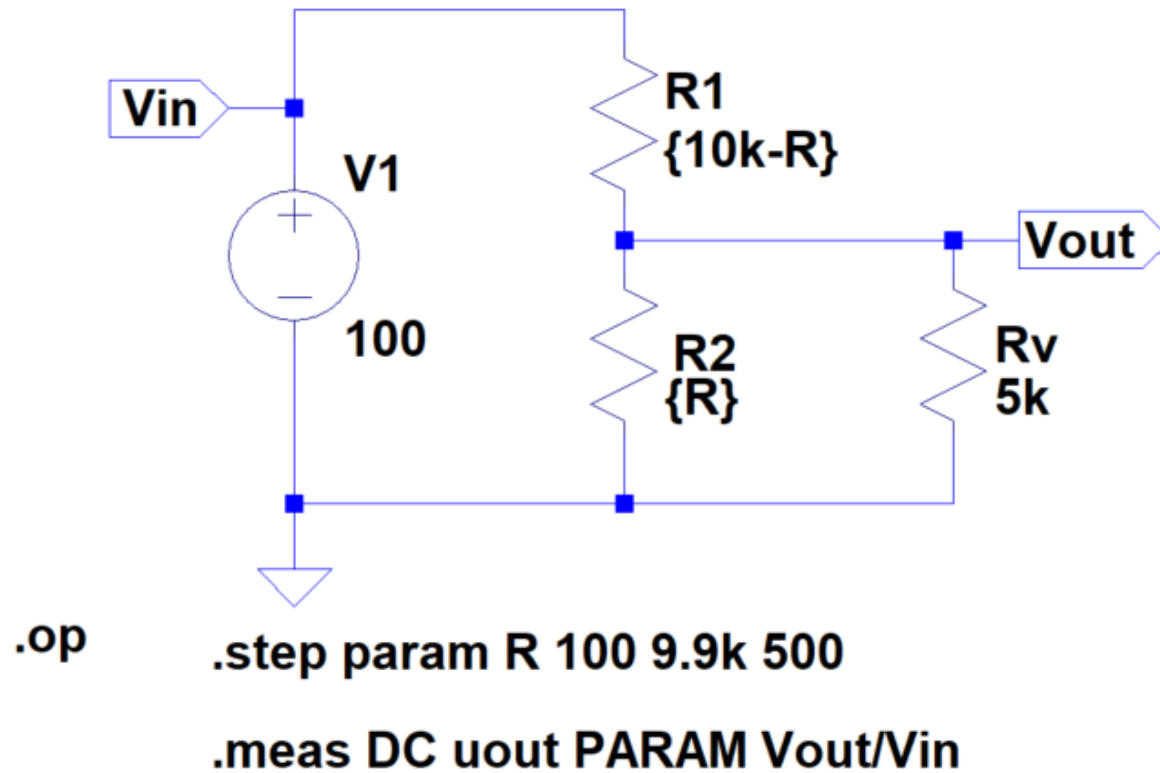 Vin
V1
100
R1
{10k-R}
Vout
R2
{R}
Rv
5k
.op
.step param R 100 9.9k 500
.meas DC uout PARAM Vout/Vin